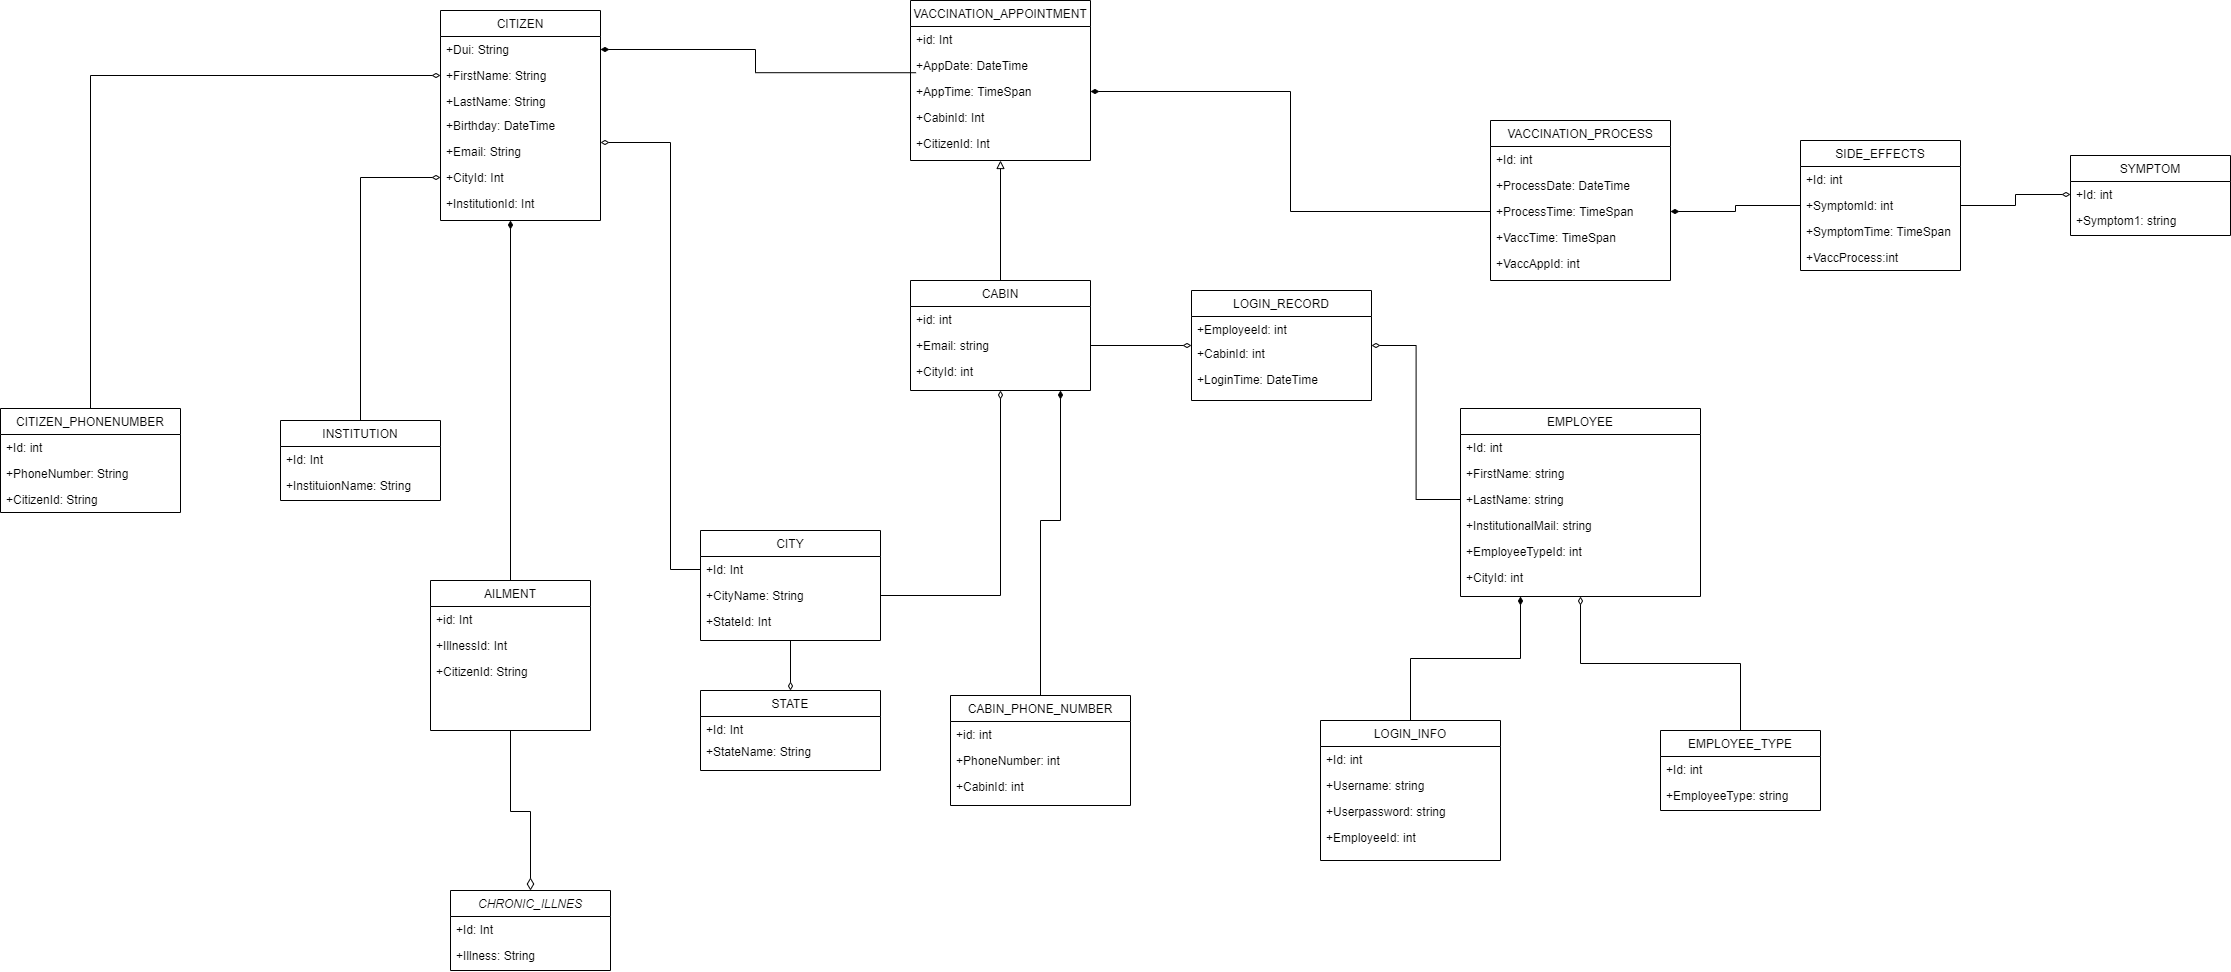 CITIZEN
+Dui: String
+FirstName: String
+LastName: String
+Birthday: DateTime
+Email: String
+CityId: Int
+InstitutionId: Int
VACCINATION_APPOINTMENT
+id: Int
+AppDate: DateTime
+AppTime: TimeSpan
+CabinId: Int
+CitizenId: Int
VACCINATION_PROCESS
+Id: int
+ProcessDate: DateTime
+ProcessTime: TimeSpan
+VaccTime: TimeSpan
+VaccAppId: int
SIDE_EFFECTS
+Id: int
+SymptomId: int
+SymptomTime: TimeSpan
+VaccProcess:int
SYMPTOM
+Id: int
+Symptom1: string
CABIN
+id: int
+Email: string
+CityId: int
LOGIN_RECORD
+EmployeeId: int
+CabinId: int
+LoginTime: DateTime
CITIZEN_PHONENUMBER
+Id: int
+PhoneNumber: String
+CitizenId: String
INSTITUTION
+Id: Int
+InstituionName: String
EMPLOYEE
+Id: int
+FirstName: string
+LastName: string
+InstitutionalMail: string
+EmployeeTypeId: int
+CityId: int
CITY
+Id: Int
+CityName: String
+StateId: Int
AILMENT
+id: Int
+IllnessId: Int
+CitizenId: String
STATE
+Id: Int
+StateName: String
CABIN_PHONE_NUMBER
+id: int
+PhoneNumber: int
+CabinId: int
LOGIN_INFO
+Id: int
+Username: string
+Userpassword: string
+EmployeeId: int
EMPLOYEE_TYPE
+Id: int
+EmployeeType: string
CHRONIC_ILLNES
+Id: Int
+Illness: String